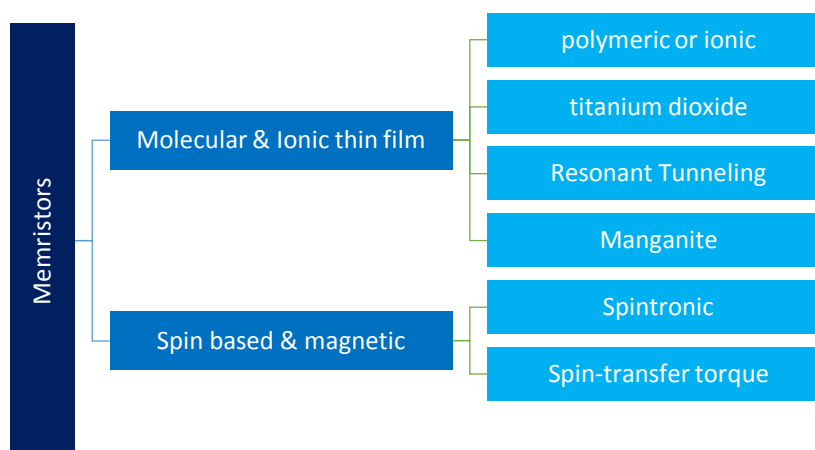 Memristors
Molecular & Ionic thin film
polymeric or ionic
titanium dioxide
Resonant Tunneling
Manganite
Spin based & magnetic
Spintronic
Spin-transfer torque